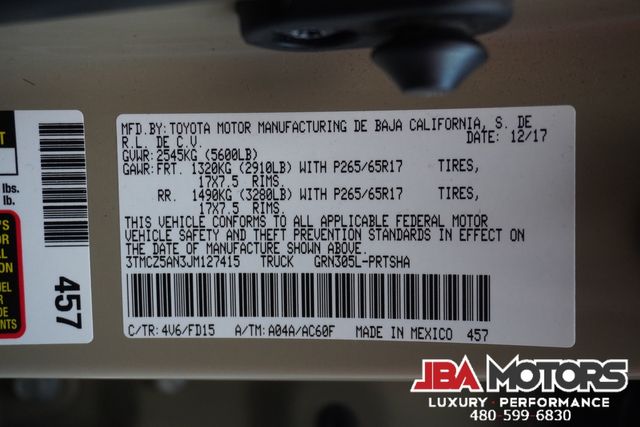 MFD.BY: TOYOTA MOTOR MANUFACTURING DE BAJA CALIFORNIA, S. DE
R.L. DE C.V. DATE: 12/17
GVWR: 2545KG (5600LB)
GAWR: FRT. 1320KG (2910LB) WITH P265/65R17 TIRES,
17X7.5 RIMS.
RR. 1490KG (3280LB) WITH P265/65R17 TIRES,
17X7.5 RIMS.
THIS VEHICLE CONFORMS TO ALL APPLICABLE FEDERAL MOTOR
VEHICLE SAFETY AND THEFT PREVENTION STANDARDS IN EFFECT ON
THE DATE OF MANUFACTURE SHOWN ABOVE.
3TMCZ5AN3JM127415 TRUCK GRN305L-PRTSHA
C/TR: 4V6/FD15 A/TM: A04A/AC60F MADE IN MEXICO 457
lbs.
lb.
457
JBA MOTORS
LUXURY • PERFORMANCE
480 599 6830